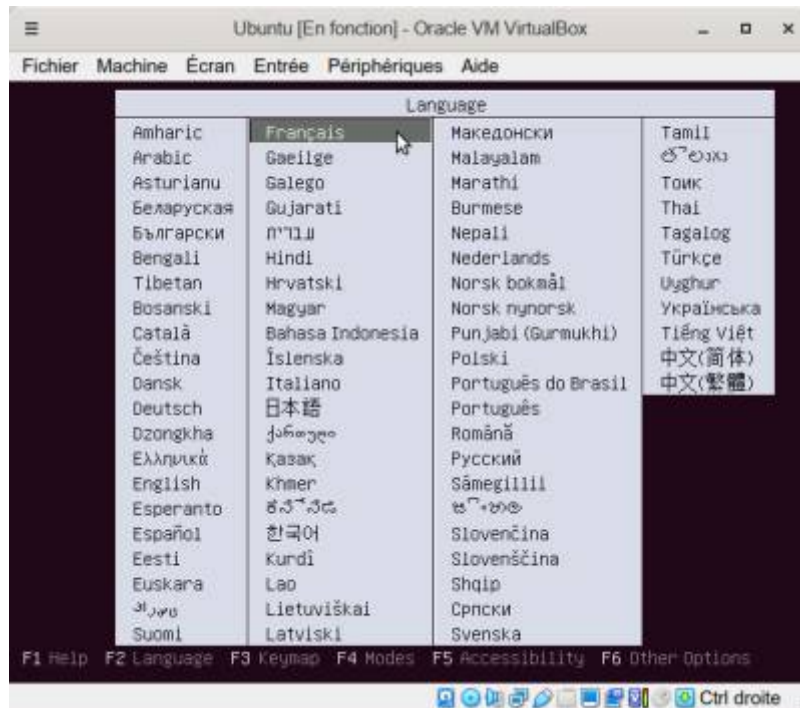 Ubuntu [En fonction] - Oracle VM VirtualBox
Fichier Machine Écran Entrée Périphériques Aide
Language
Amharic
Arabic
Asturianu
Беларуская
Български
Bengali
Tibetan
Bosanski
Català
Čeština
Dansk
Deutsch
Dzongkha
Ελληνικά
English
Esperanto
Español
Eesti
Euskara
Suomi
Français
Gaeilge
Galego
Gujarati
עברית
Hindi
Hrvatski
Magyar
Bahasa Indonesia
Íslenska
Italiano
日本語
ქართული
Қазақ
Khmer
한국어
Kurdî
Lao
Lietuviškai
Latviski
Македонски
Malayalam
Marathi
Burmese
Nepali
Nederlands
Norsk bokmål
Norsk nynorsk
Punjabi (Gurmukhi)
Polski
Português do Brasil
Português
Română
Русский
Sámegillii
Slovenčina
Slovenščina
Shqip
Српски
Svenska
Tamil
Тоик
Thai
Tagalog
Türkçe
Uyghur
Українська
Tiếng Việt
中文(简体)
中文(繁體)
F1 Help F2 Language F3 Keymap F4 Modes F5 Accessibility F6 Other Options
Ctrl droite